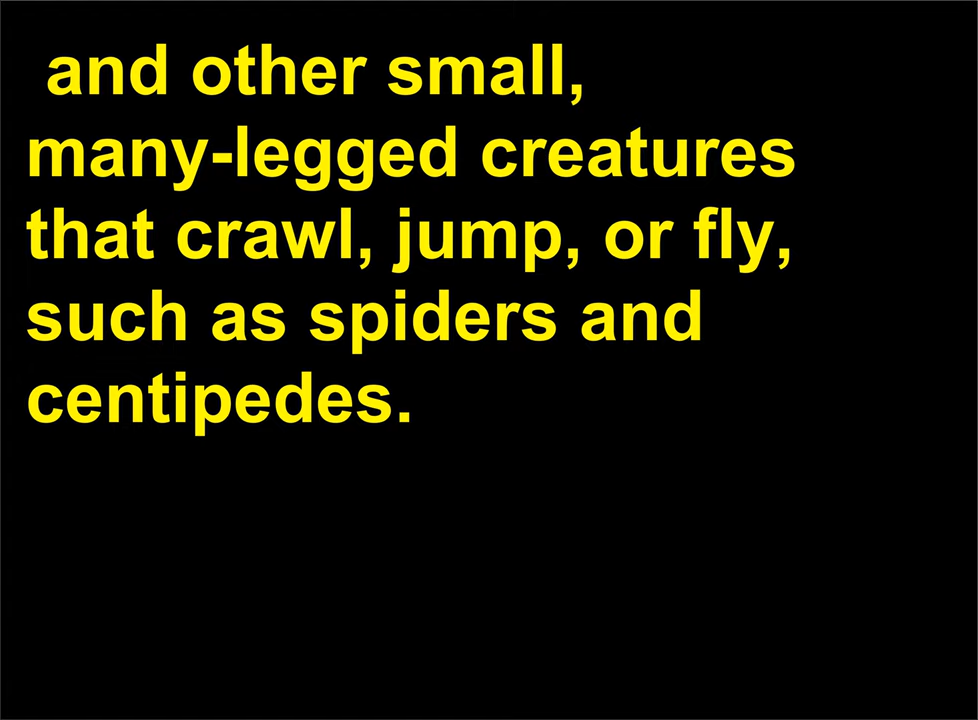 and other small,
many-legged creatures
that crawl, jump, or fly,
such as spiders and
centipedes.